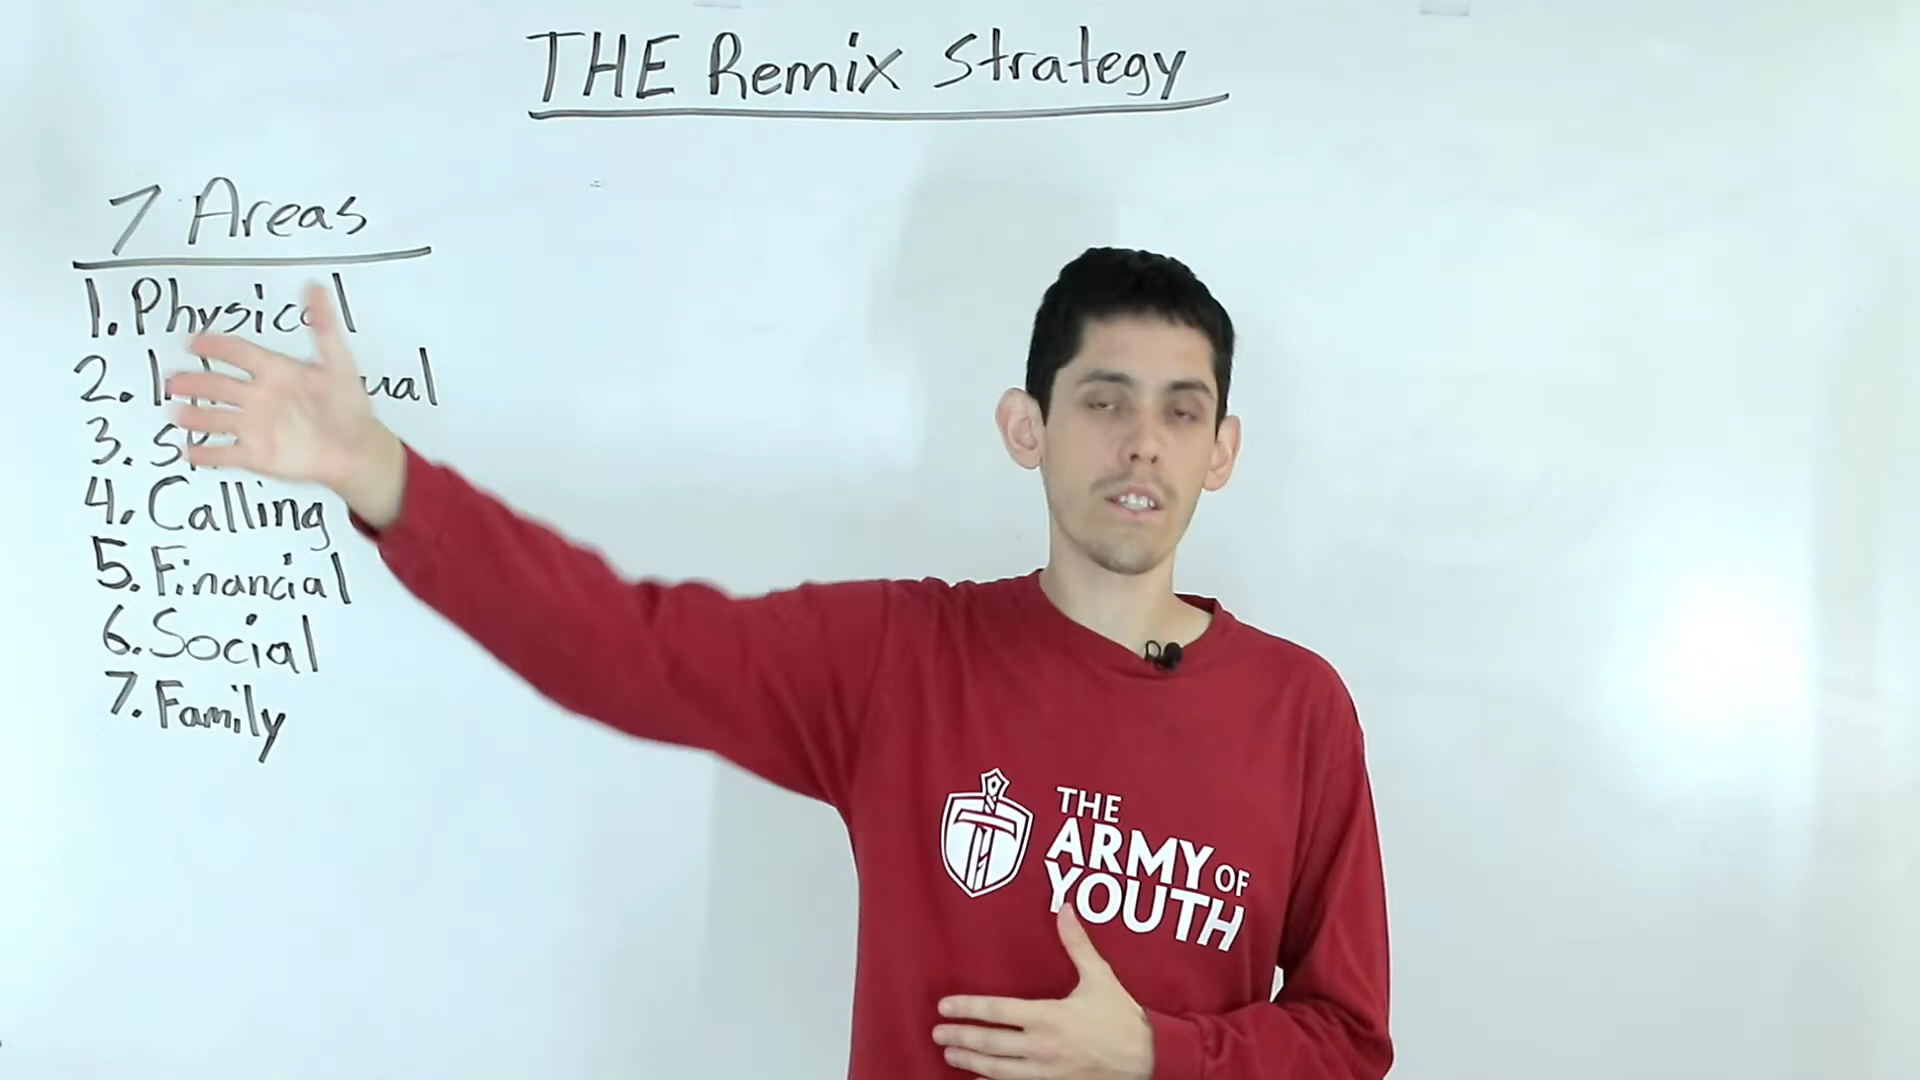 THE Remix Strategy
7 Areas
1. Physical
2.
3.
4. Calling
5. Financial
6. Social
7. Family
THE
ARMY OF
YOUTH